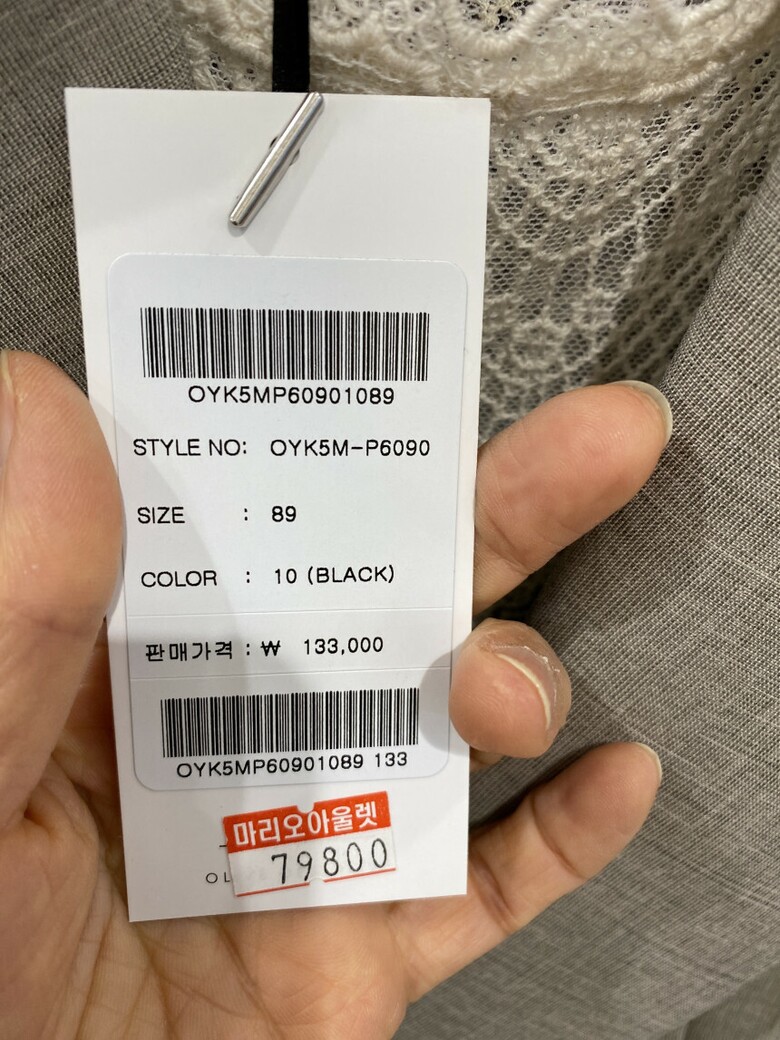 OYK5MP60901089
STYLE NO: OYK5M-P6090
SIZE : 89
COLOR : 10 (BLACK)
판매가격 : ₩ 133,000
OYK5MP60901089 133
마리오아울렛
79800